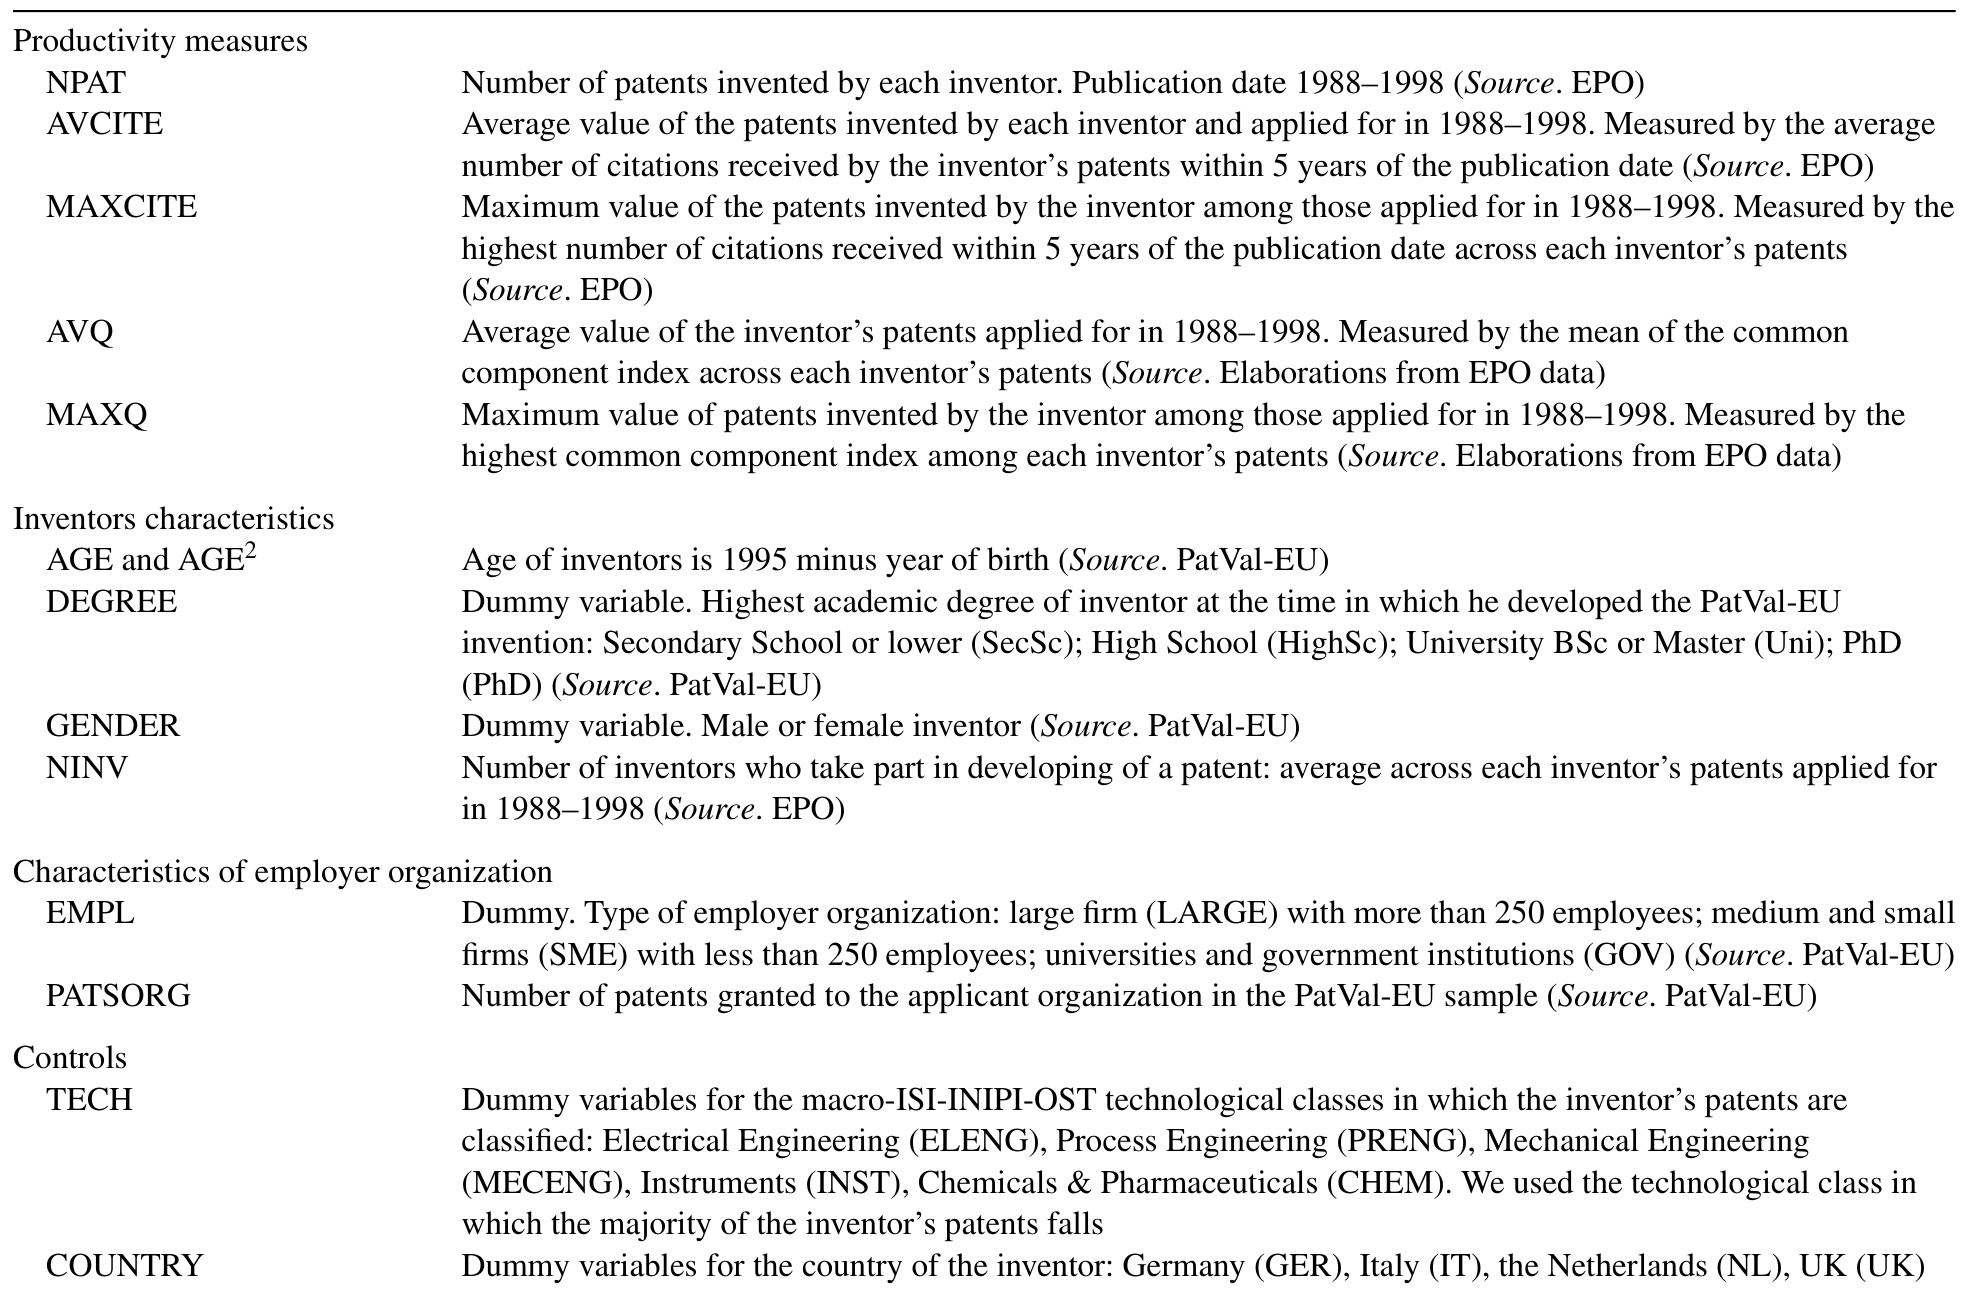 Productivity measures
NPAT Number of patents invented by each inventor. Publication date 1988–1998 (Source. EPO)
AVCITE Average value of the patents invented by each inventor and applied for in 1988–1998. Measured by the average
number of citations received by the inventor’s patents within 5 years of the publication date (Source. EPO)
MAXCITE Maximum value of the patents invented by the inventor among those applied for in 1988–1998. Measured by the
highest number of citations received within 5 years of the publication date across each inventor’s patents
(Source. EPO)
AVQ Average value of the inventor’s patents applied for in 1988–1998. Measured by the mean of the common
component index across each inventor’s patents (Source. Elaborations from EPO data)
MAXQ Maximum value of patents invented by the inventor among those applied for in 1988–1998. Measured by the
highest common component index among each inventor’s patents (Source. Elaborations from EPO data)
Inventors characteristics
AGE and AGE² Age of inventors is 1995 minus year of birth (Source. PatVal-EU)
DEGREE Dummy variable. Highest academic degree of inventor at the time in which he developed the PatVal-EU
invention: Secondary School or lower (SecSc); High School (HighSc); University BSc or Master (Uni); PhD
(PhD) (Source. PatVal-EU)
GENDER Dummy variable. Male or female inventor (Source. PatVal-EU)
NINV Number of inventors who take part in developing of a patent: average across each inventor’s patents applied for
in 1988–1998 (Source. EPO)
Characteristics of employer organization
EMPL Dummy. Type of employer organization: large firm (LARGE) with more than 250 employees; medium and small
firms (SME) with less than 250 employees; universities and government institutions (GOV) (Source. PatVal-EU)
PATSORG Number of patents granted to the applicant organization in the PatVal-EU sample (Source. PatVal-EU)
Controls
TECH Dummy variables for the macro-ISI-INIPI-OST technological classes in which the inventor’s patents are
classified: Electrical Engineering (ELENG), Process Engineering (PRENG), Mechanical Engineering
(MECENG), Instruments (INST), Chemicals & Pharmaceuticals (CHEM). We used the technological class in
which the majority of the inventor’s patents falls
COUNTRY Dummy variables for the country of the inventor: Germany (GER), Italy (IT), the Netherlands (NL), UK (UK)